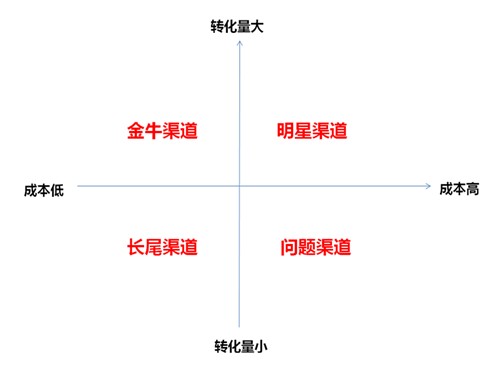 转化量大
金牛渠道
明星渠道
成本低
成本高
长尾渠道
问题渠道
转化量小